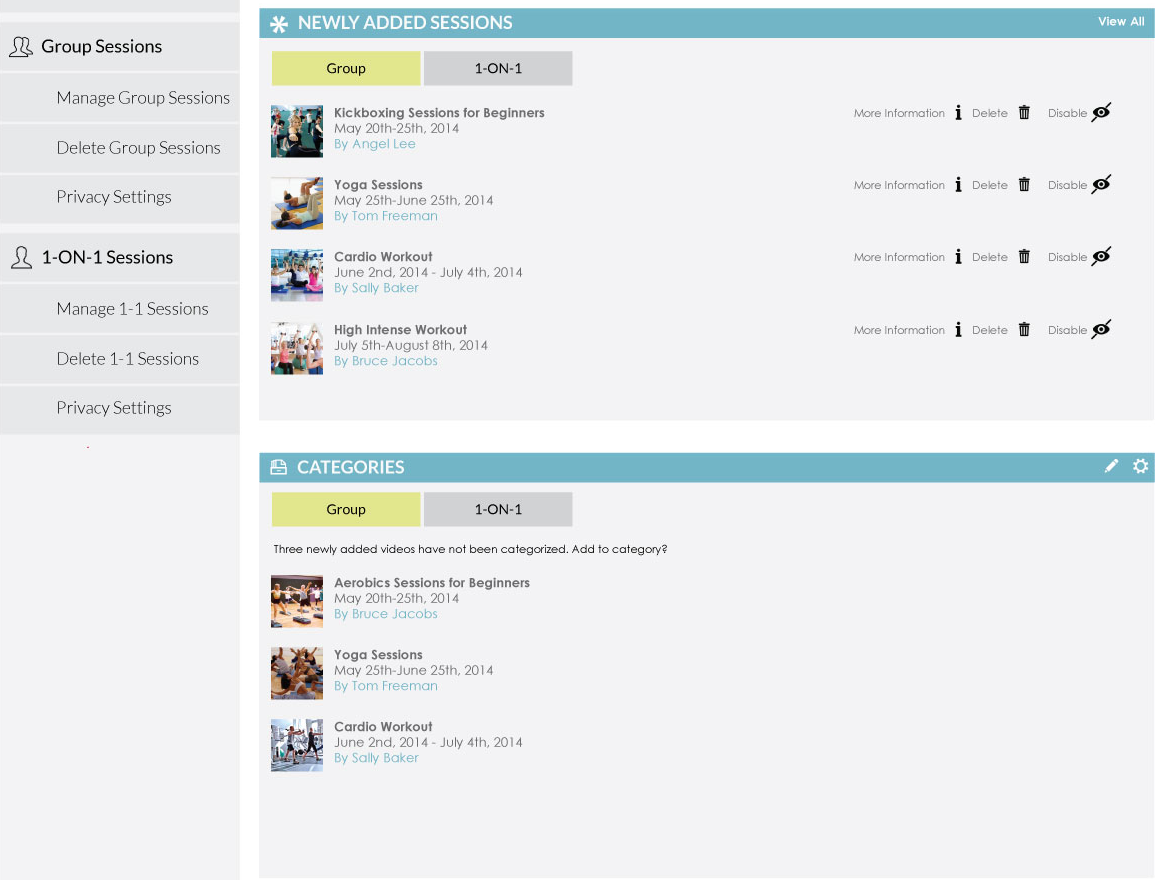 Group Sessions
Manage Group Sessions
Delete Group Sessions
Privacy Settings
1-ON-1 Sessions
Manage 1-1 Sessions
Delete 1-1 Sessions
Privacy Settings
NEWLY ADDED SESSIONS View All
Group 1-ON-1
Kickboxing Sessions for Beginners More Information Delete Disable
May 20th-25th, 2014
By Angel Lee
Yoga Sessions More Information Delete Disable
May 25th-June 25th, 2014
By Tom Freeman
Cardio Workout More Information Delete Disable
June 2nd, 2014 - July 4th, 2014
By Sally Baker
High Intense Workout More Information Delete Disable
July 5th-August 8th, 2014
By Bruce Jacobs
CATEGORIES
Group 1-ON-1
Three newly added videos have not been categorized. Add to category?
Aerobics Sessions for Beginners
May 20th-25th, 2014
By Bruce Jacobs
Yoga Sessions
May 25th-June 25th, 2014
By Tom Freeman
Cardio Workout
June 2nd, 2014 - July 4th, 2014
By Sally Baker